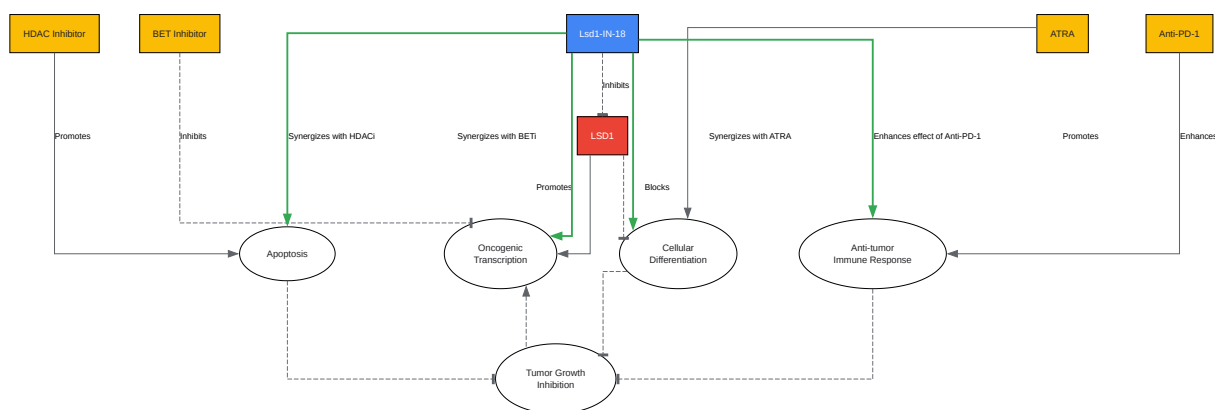 HDAC Inhibitor
BET Inhibitor
Lsd1-IN-18
ATRA
Anti-PD-1
Inhibits
LSD1
Promotes
Inhibits
Synergizes with HDACi
Synergizes with BETi
Synergizes with ATRA
Enhances effect of Anti-PD-1
Promotes
Enhances
Promotes
Blocks
Apoptosis
Oncogenic
Transcription
Cellular
Differentiation
Anti-tumor
Immune Response
Tumor Growth
Inhibition